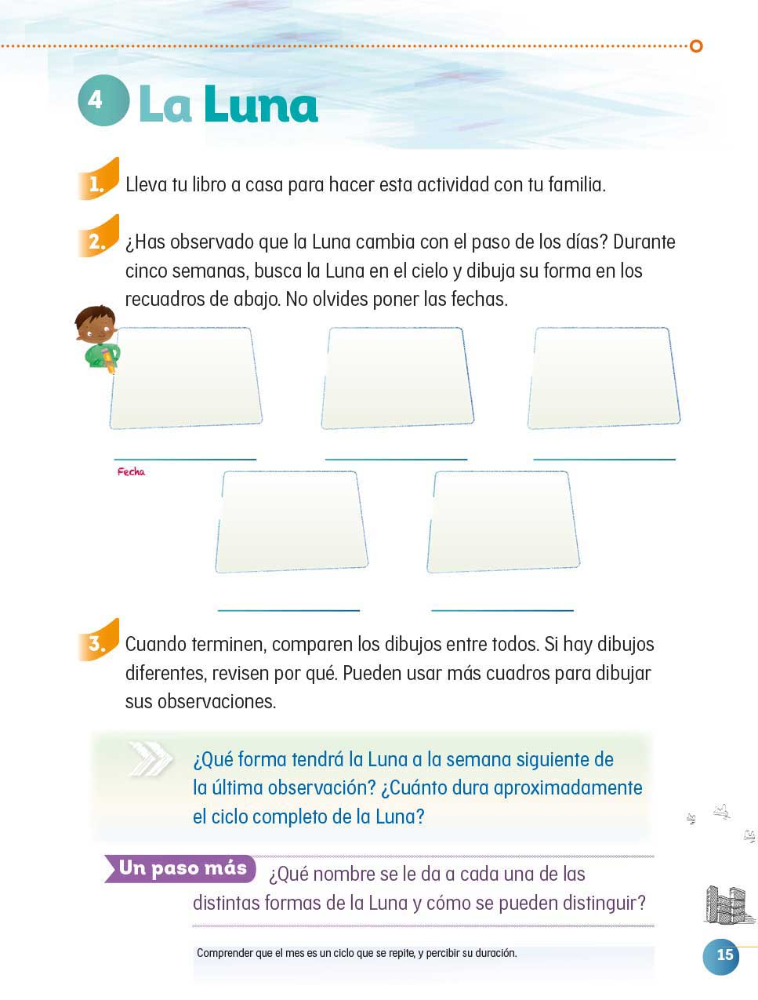 4 La Luna
1. Lleva tu libro a casa para hacer esta actividad con tu familia.
2. ¿Has observado que la Luna cambia con el paso de los días? Durante
cinco semanas, busca la Luna en el cielo y dibuja su forma en los
recuadros de abajo. No olvides poner las fechas.
Fecha
3. Cuando terminen, comparen los dibujos entre todos. Si hay dibujos
diferentes, revisen por qué. Pueden usar más cuadros para dibujar
sus observaciones.
¿Qué forma tendrá la Luna a la semana siguiente de
la última observación? ¿Cuánto dura aproximadamente
el ciclo completo de la Luna?
Un paso más ¿Qué nombre se le da a cada una de las
distintas formas de la Luna y cómo se pueden distinguir?
Comprender que el mes es un ciclo que se repite, y percibir su duración.
15